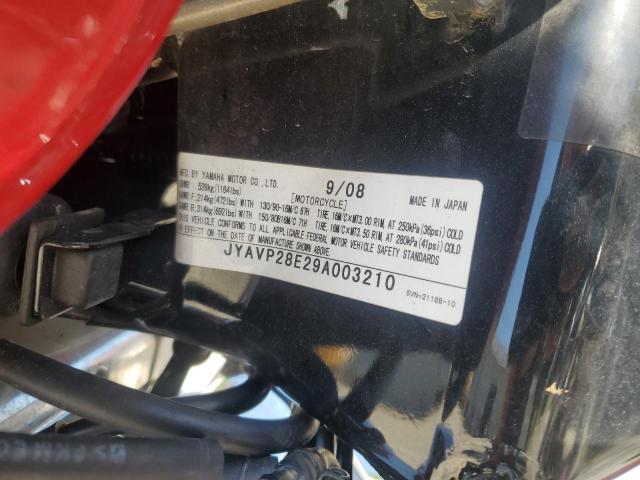 9/08
MFD.BY YAMAHA MOTOR CO.,LTD. MADE IN JAPAN
GVWR: 528kg(1164lbs) [MOTORCYCLE]
GAWR F: 214kg(472lbs) WITH 130/90-16M/C 67H TIRE 16M/C×MT3.00 RIM, AT 250kPa(36psi)COLD
GAWR R: 314kg(692lbs) WITH 150/80B16M/C 71H TIRE 16M/C×MT3.50 RIM, AT 280kPa(41psi)COLD
THIS VEHICLE CONFORMS TO ALL APPLICABLE FEDERAL MOTOR VEHICLE SAFETY STANDARDS
IN EFFECT ON THE DATE OF MANUFACTURE SHOWN ABOVE.
JYAVP28E29A003210
5VN-2118B-10